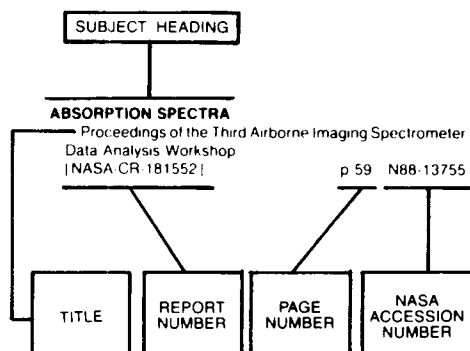 SUBJECT HEADING
ABSORPTION SPECTRA
Proceedings of the Third Airborne Imaging Spectrometer
Data Analysis Workshop
[NASA-CR-181552] p 59 N88-13755
TITLE
REPORT
NUMBER
PAGE
NUMBER
NASA
ACCESSION
NUMBER